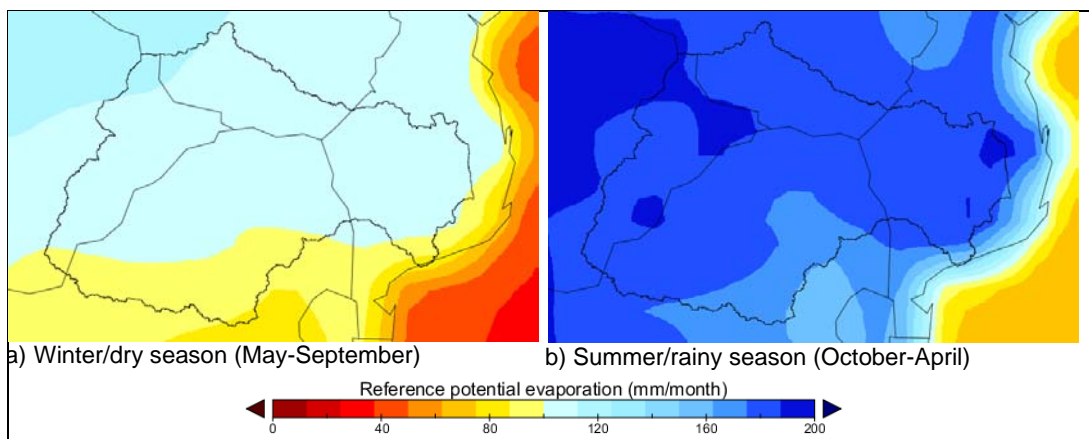 a) Winter/dry season (May-September)
b) Summer/rainy season (October-April)
Reference potential evaporation (mm/month)
0 40 80 120 160 200